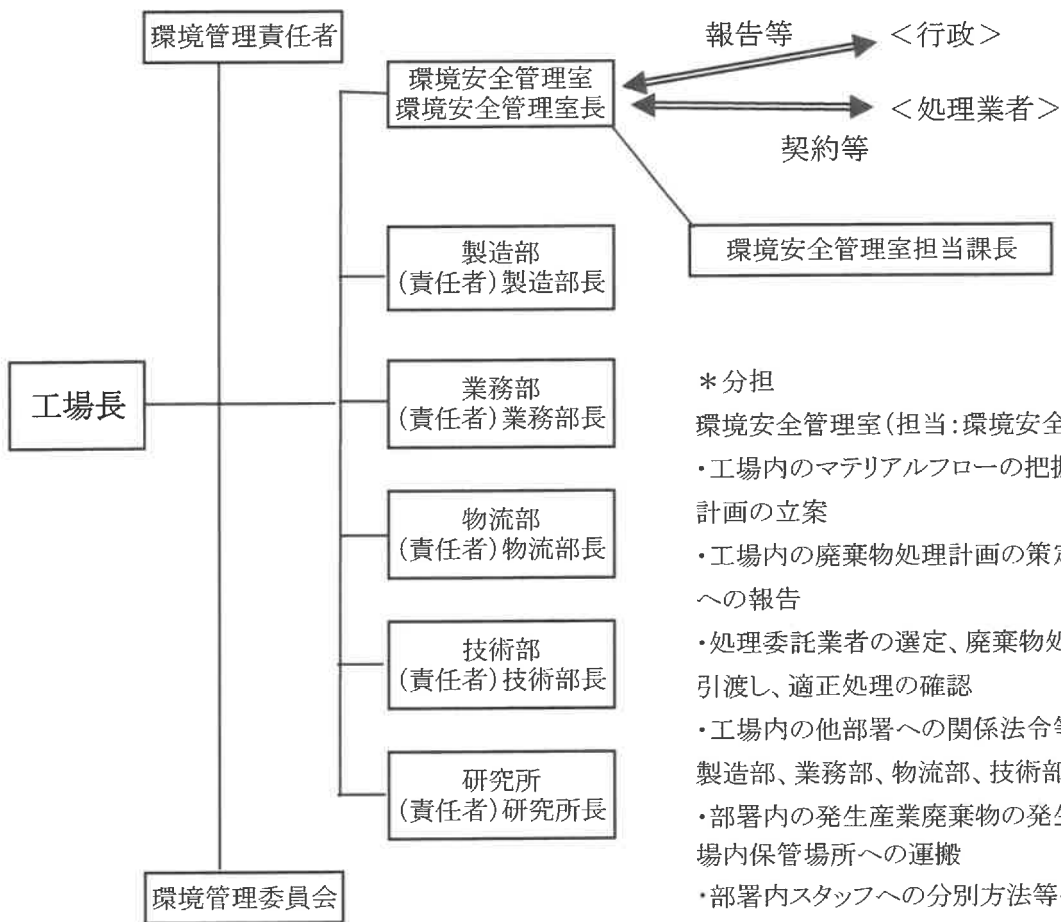 環境管理責任者
報告等
<行政>
環境安全管理室
環境安全管理室長
<処理業者>
契約等
環境安全管理室担当課長
製造部
(責任者)製造部長
工場長
業務部
(責任者)業務部長
物流部
(責任者)物流部長
技術部
(責任者)技術部長
研究所
(責任者)研究所長
環境管理委員会
*分担
環境安全管理室(担当:環境安全
・工場内のマテリアルフローの把
計画の立案
・工場内の廃棄物処理計画の策
への報告
・処理委託業者の選定、廃棄物
引渡し、適正処理の確認
・工場内の他部署への関係法令
製造部、業務部、物流部、技術部
・部署内の発生産業廃棄物の発
場内保管場所への運搬
・部署内スタッフへの分別方法等